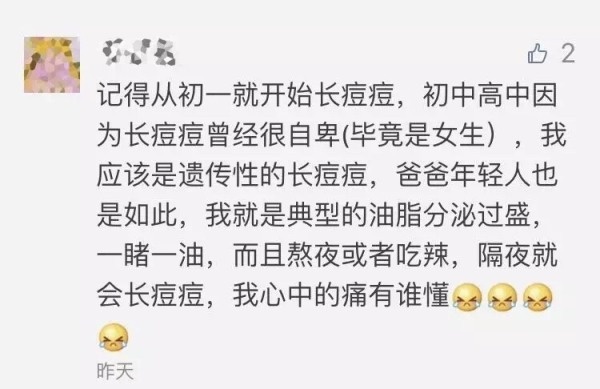 2
记得从初一就开始长痘痘，初中高中因
为长痘痘曾经很自卑(毕竟是女生），我
应该是遗传性的长痘痘，爸爸年轻人也
是如此，我就是典型的油脂分泌过盛，
一睹一油，而且熬夜或者吃辣，隔夜就
会长痘痘，我心中的痛有谁懂😭😭😭
😭
昨天